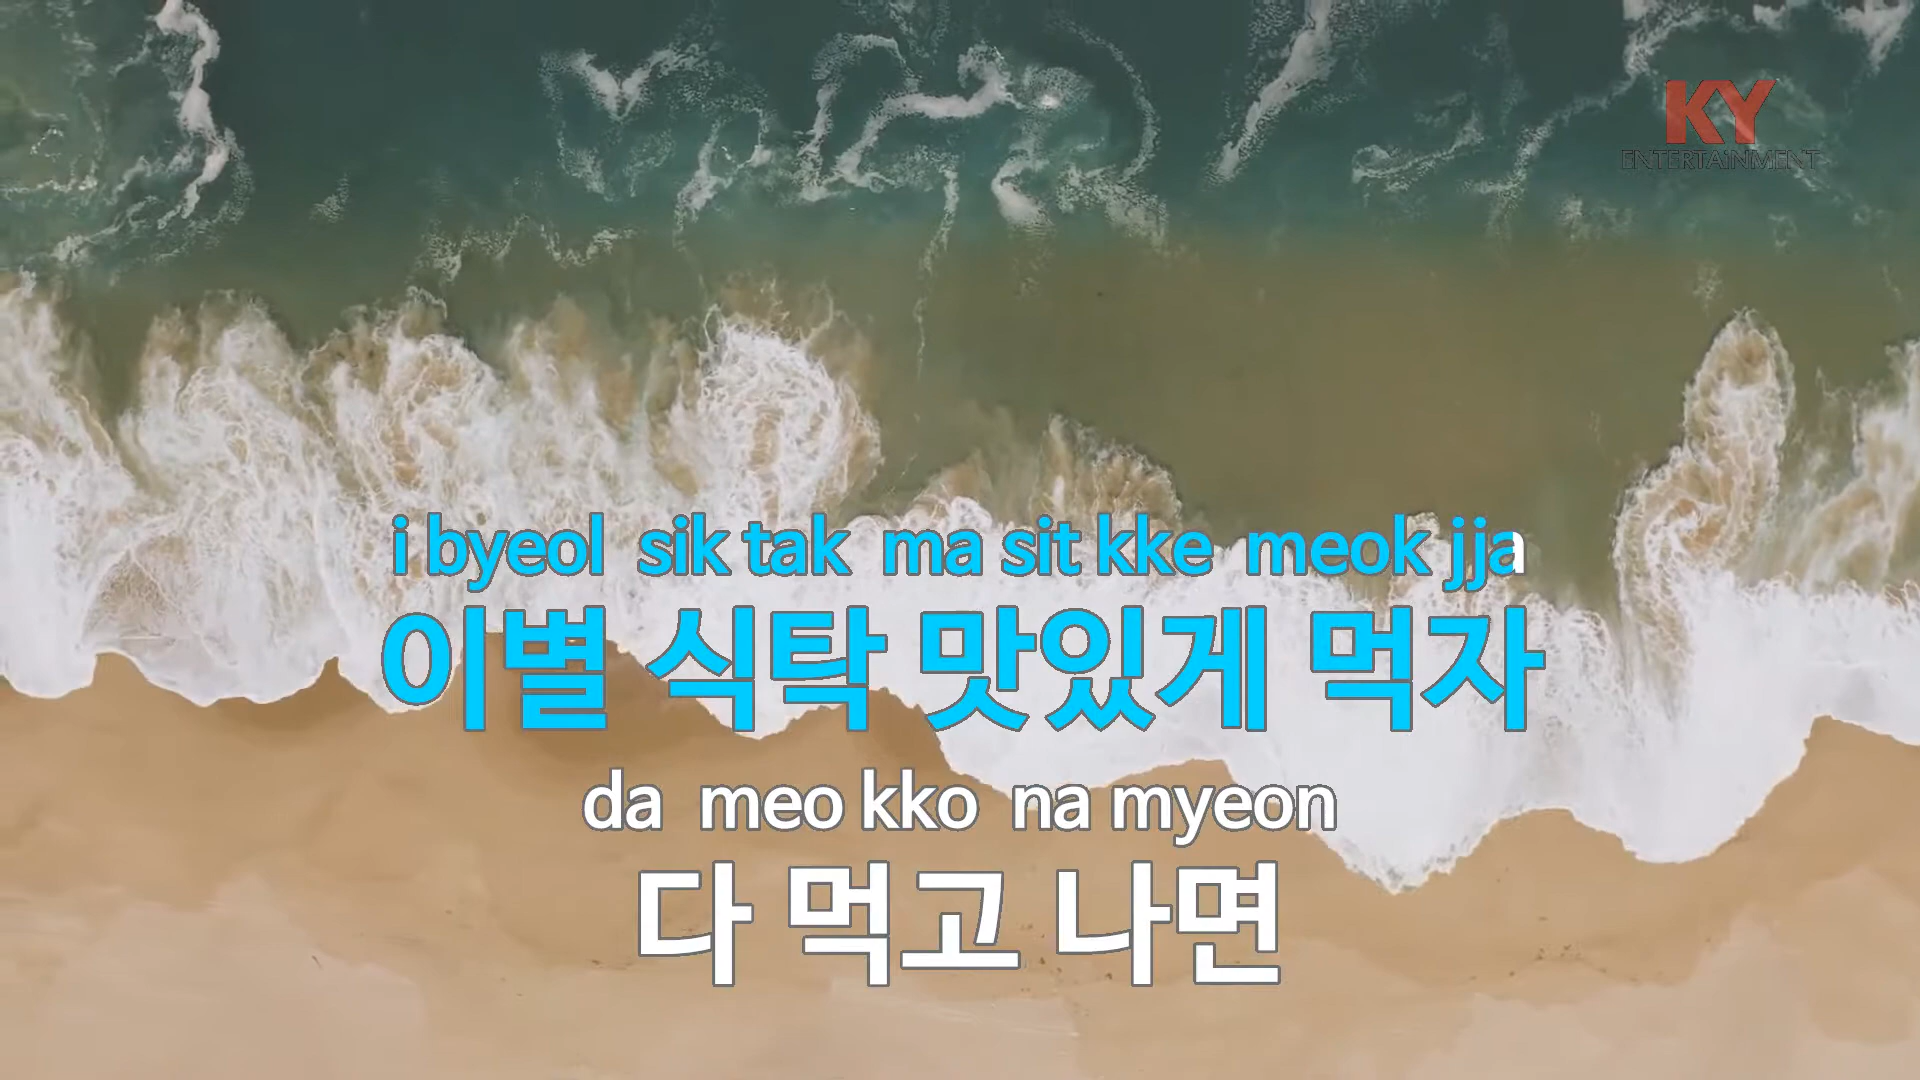 KY
ENTERTAINMENT
i byeol sik tak ma sit kke meok jja
이별 식탁 맛있게 먹자
da meo kko na myeon
다 먹고 나면